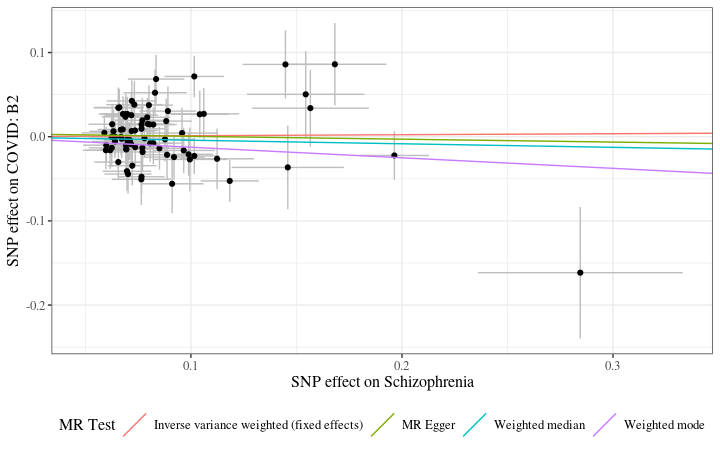 0.1
0.0
-0.1
-0.2
SNP effect on COVID: B2
0.1
0.2
0.3
SNP effect on Schizophrenia
MR Test
Inverse variance weighted (fixed effects)
MR Egger
Weighted median
Weighted mode